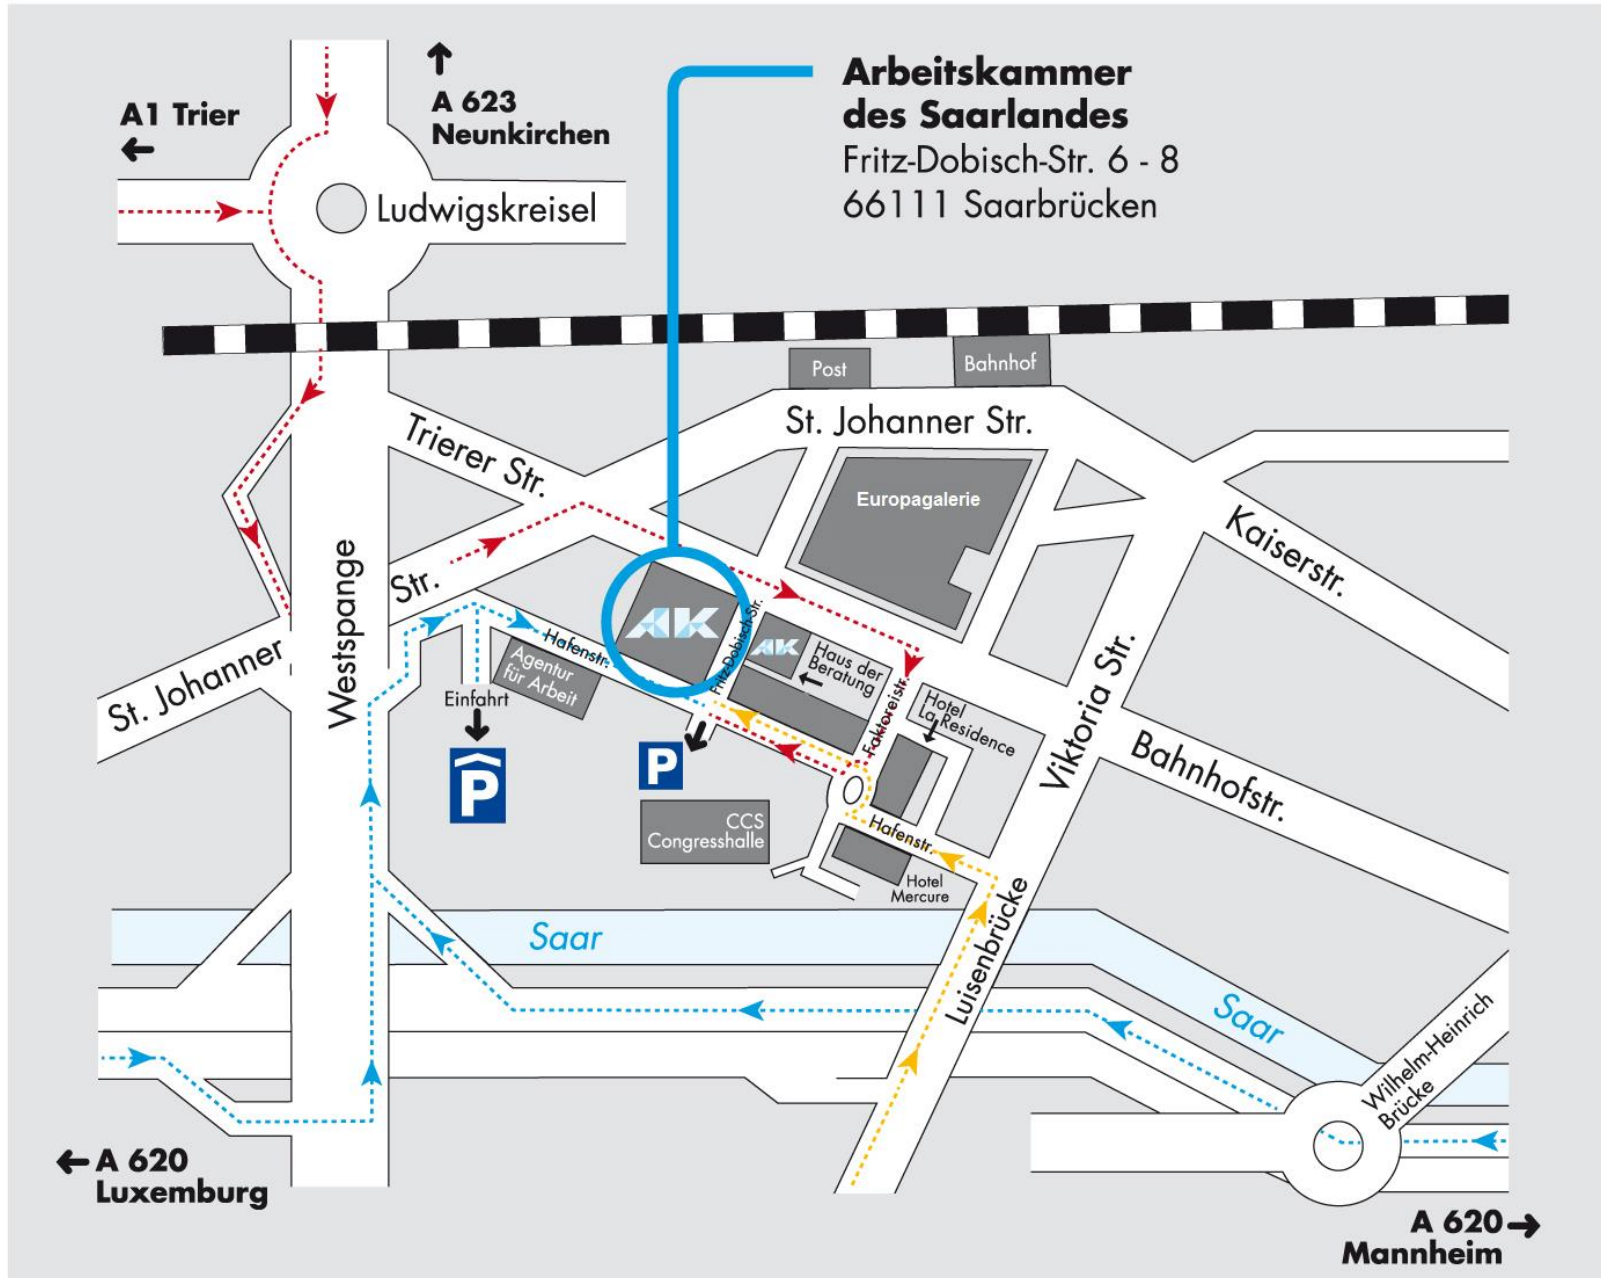 A1 Trier
A 623
Neunkirchen
Arbeitskammer
des Saarlandes
Fritz-Dobisch-Str. 6 - 8
66111 Saarbrücken
Ludwigskreisel
Post
Bahnhof
St. Johanner Str.
Trierer Str.
Europagalerie
Kaiserstr.
Westspange
Str.
St. Johanner
AK
Fritz-Dobisch-Str.
AK
Haus der
Beratung
Hafenstr.
Agentur
für Arbeit
Einfahrt
P
P
Faktoreistr.
Hotel
La Residence
Viktoria Str.
Bahnhofstr.
CCS
Congresshalle
Hafenstr.
Hotel
Mercure
Luisenbrücke
Saar
Saar
Wilhelm-Heinrich
Brücke
A 620
Luxemburg
A 620
Mannheim